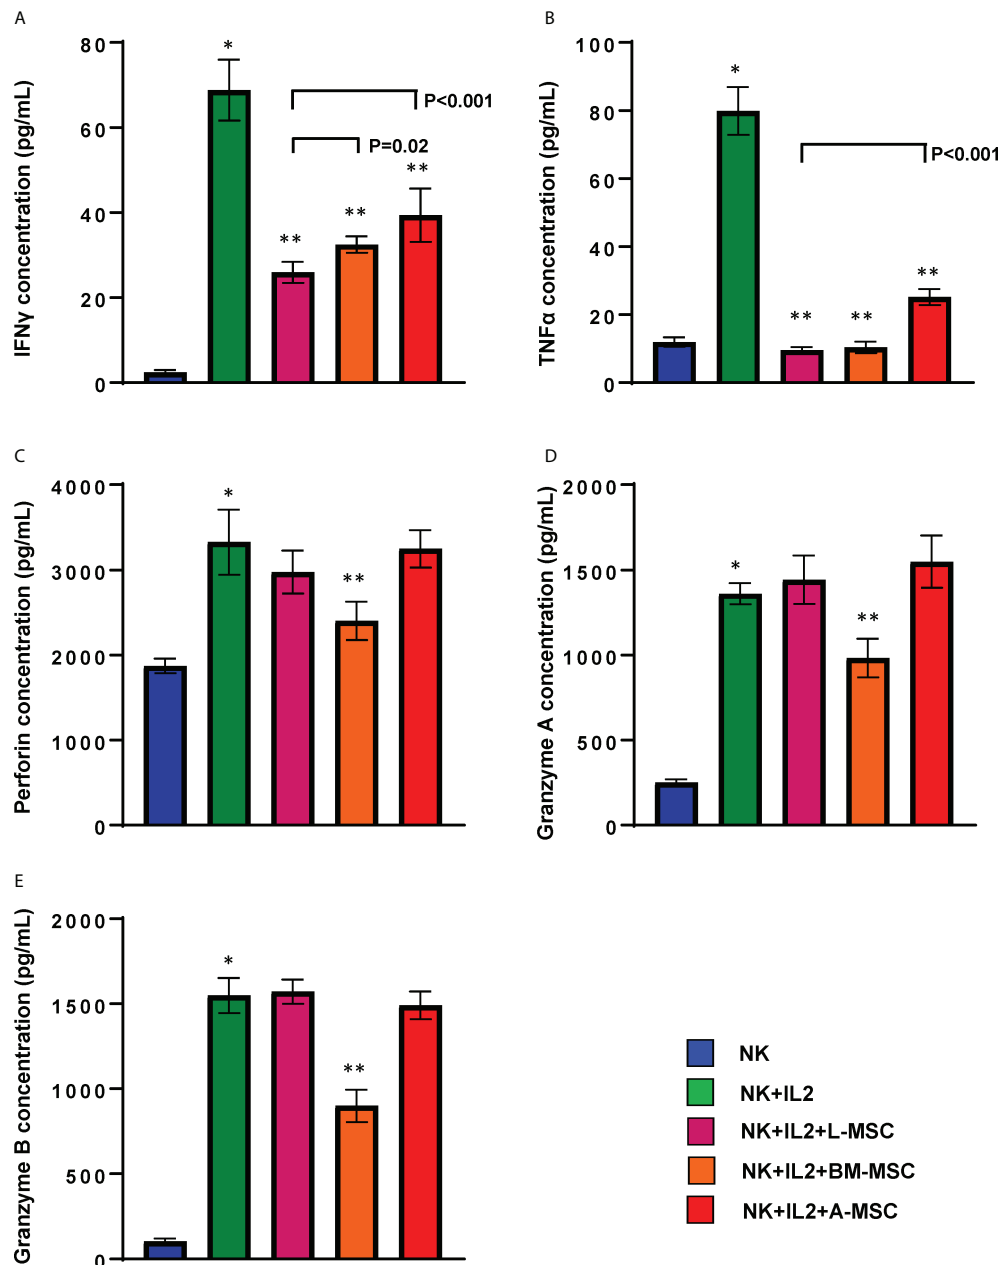 A
IFNγ concentration (pg/mL)
80
60
40
20
0
*
**
**
**
P<0.001
P=0.02
B
TNFα concentration (pg/mL)
100
80
60
40
20
0
*
**
**
**
P<0.001
C
Perforin concentration (pg/mL)
4000
3000
2000
1000
0
*
**
D
Granzyme A concentration (pg/mL)
2000
1500
1000
500
0
*
**
E
Granzyme B concentration (pg/mL)
2000
1500
1000
500
0
*
**
NK
NK+IL2
NK+IL2+L-MSC
NK+IL2+BM-MSC
NK+IL2+A-MSC